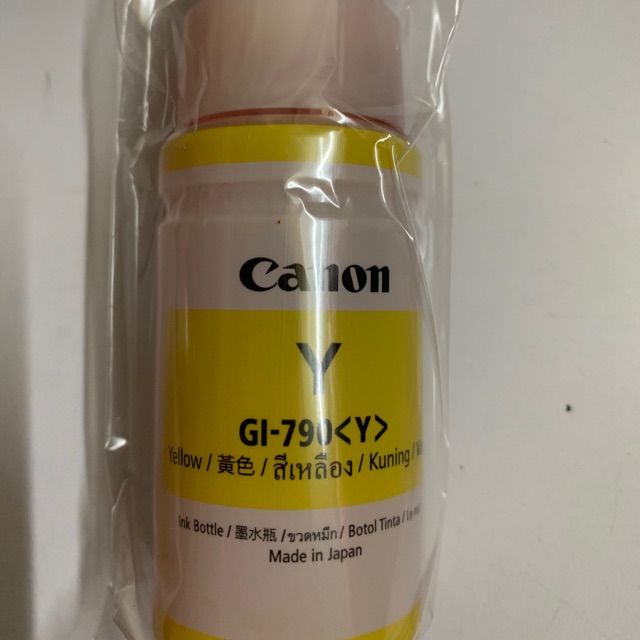 Canon
Y
GI-790<Y>
Yellow / 黃色 / สีเหลือง / Kuning /
Ink Bottle / 墨水瓶 / ขวดหมึก / Botol Tinta /
Made in Japan